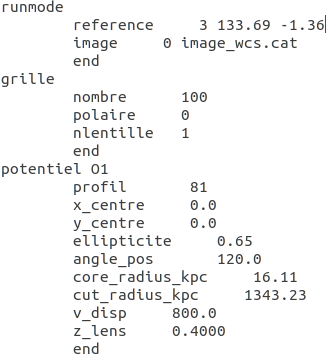 runmode
reference 3 133.69 -1.36
image 0 image_wcs.cat
end
grille
nombre 100
polaire 0
nlentille 1
end
potentiel O1
profil 81
x_centre 0.0
y_centre 0.0
ellipticite 0.65
angle_pos 120.0
core_radius_kpc 16.11
cut_radius_kpc 1343.23
v_disp 800.0
z_lens 0.4000
end